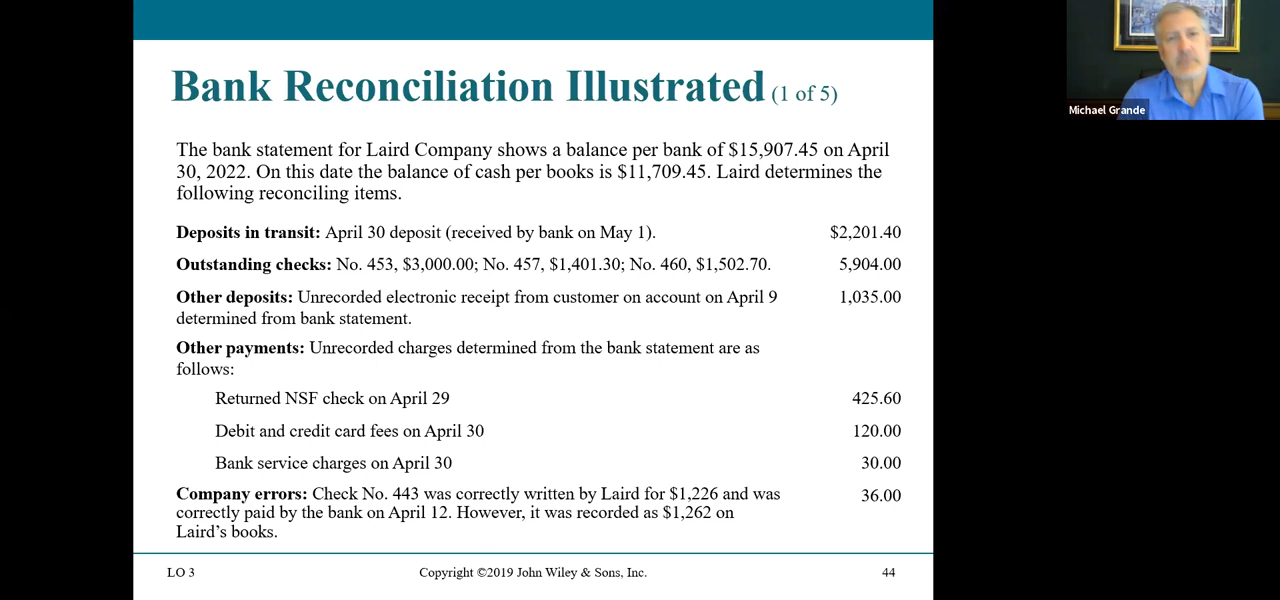 Bank Reconciliation Illustrated (1 of 5)
Michael Grande
The bank statement for Laird Company shows a balance per bank of $15,907.45 on April
30, 2022. On this date the balance of cash per books is $11,709.45. Laird determines the
following reconciling items.
Deposits in transit: April 30 deposit (received by bank on May 1). $2,201.40
Outstanding checks: No. 453, $3,000.00; No. 457, $1,401.30; No. 460, $1,502.70. 5,904.00
Other deposits: Unrecorded electronic receipt from customer on account on April 9 1,035.00
determined from bank statement.
Other payments: Unrecorded charges determined from the bank statement are as
follows:
Returned NSF check on April 29 425.60
Debit and credit card fees on April 30 120.00
Bank service charges on April 30 30.00
Company errors: Check No. 443 was correctly written by Laird for $1,226 and was 36.00
correctly paid by the bank on April 12. However, it was recorded as $1,262 on
Laird’s books.
LO 3 Copyright ©2019 John Wiley & Sons, Inc. 44